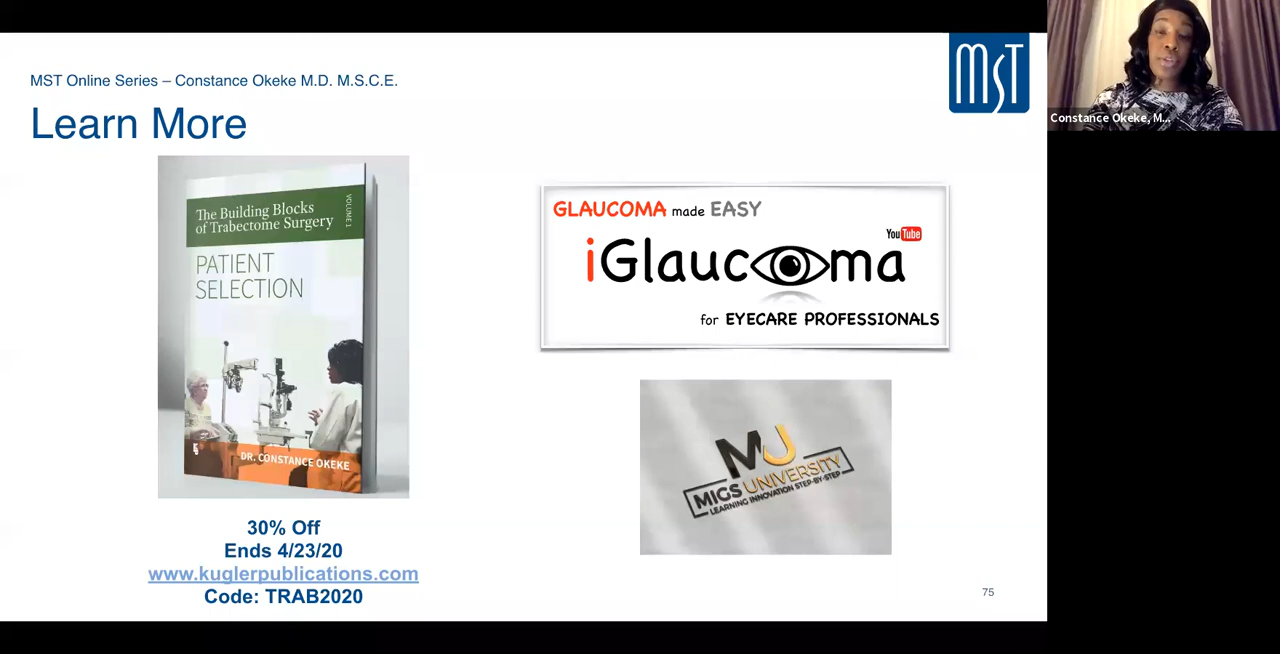 MST Online Series – Constance Okeke M.D. M.S.C.E.
Learn More
MST
Constance Okeke, M...
The Building Blocks
of Trabectome Surgery
VOLUME 1
PATIENT
SELECTION
DR. CONSTANCE OKEKE
30% Off
Ends 4/23/20
www.kuglerpublications.com
Code: TRAB2020
GLAUCOMA made EASY
YouTube
iGlaucoma
for EYECARE PROFESSIONALS
MU
MIGS UNIVERSITY
LEARNING INNOVATION STEP-BY-STEP
75